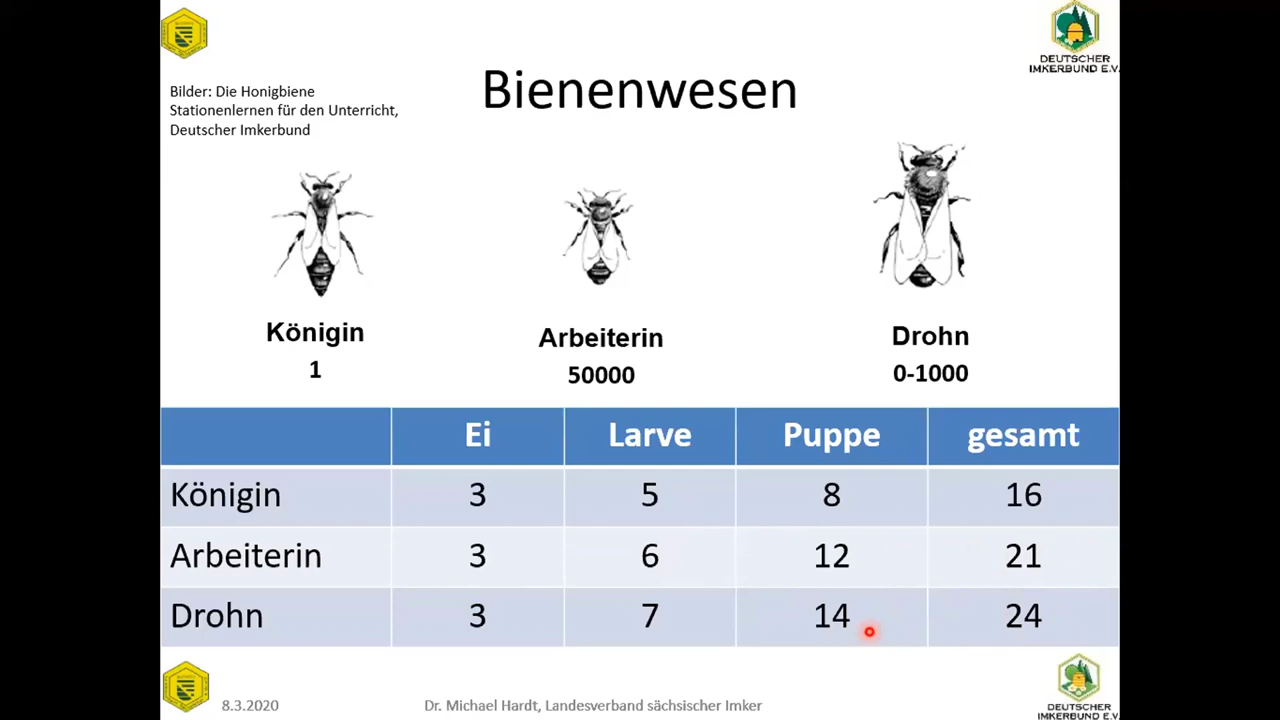 Bilder: Die Honigbiene
Stationenlernen für den Unterricht,
Deutscher Imkerbund
Bienenwesen
DEUTSCHER
IMKERBUND E.V.
Königin
1
Arbeiterin
50000
Drohn
0-1000
Ei Larve Puppe gesamt
Königin 3 5 8 16
Arbeiterin 3 6 12 21
Drohn 3 7 14 24
8.3.2020
Dr. Michael Hardt, Landesverband sächsischer Imker
DEUTSCHER
IMKERBUND E.V